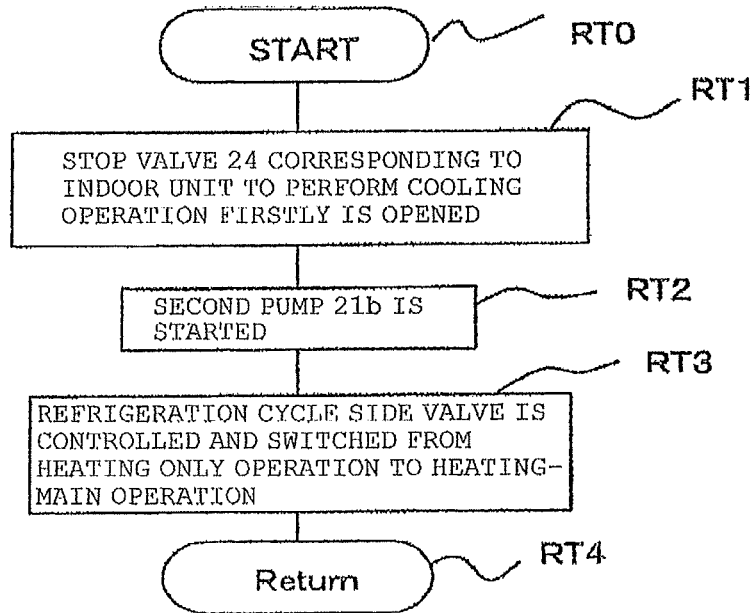 START
RT0
RT1
STOP VALVE 24 CORRESPONDING TO
INDOOR UNIT TO PERFORM COOLING
OPERATION FIRSTLY IS OPENED
RT2
SECOND PUMP 21b IS
STARTED
RT3
REFRIGERATION CYCLE SIDE VALVE IS
CONTROLLED AND SWITCHED FROM
HEATING ONLY OPERATION TO HEATING-
MAIN OPERATION
Return
RT4